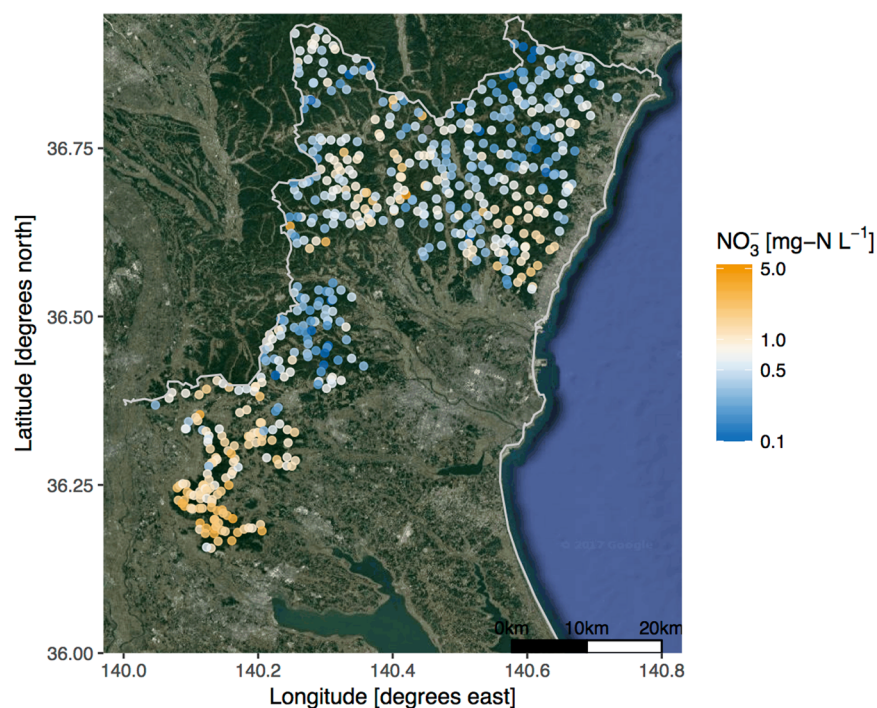 Latitude [degrees north]
36.75
36.50
36.25
36.00
140.0 140.2 140.4 140.6 140.8
Longitude [degrees east]
0km 10km 20km
© 2017 Google
NO₃⁻ [mg−N L⁻¹]
5.0
1.0
0.5
0.1